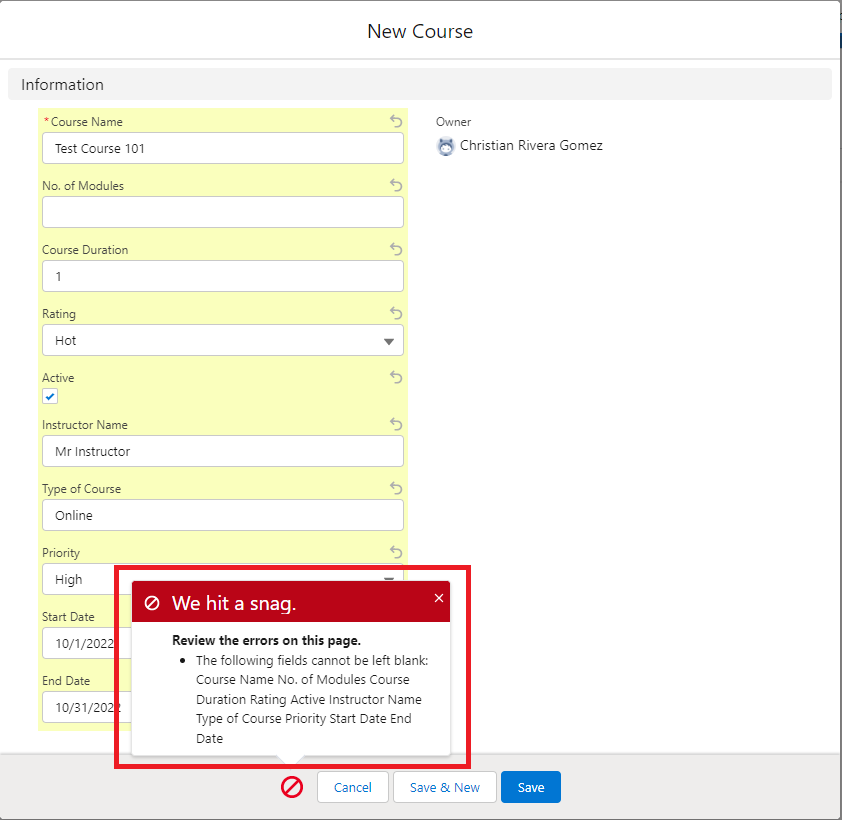 New Course
Information
*Course Name
Test Course 101
Owner
Christian Rivera Gomez
No. of Modules
Course Duration
1
Rating
Hot
Active
Instructor Name
Mr Instructor
Type of Course
Online
Priority
High
Start Date
10/1/2022
End Date
10/31/2022
We hit a snag.
Review the errors on this page.
• The following fields cannot be left blank:
Course Name No. of Modules Course
Duration Rating Active Instructor Name
Type of Course Priority Start Date End
Date
Cancel
Save & New
Save